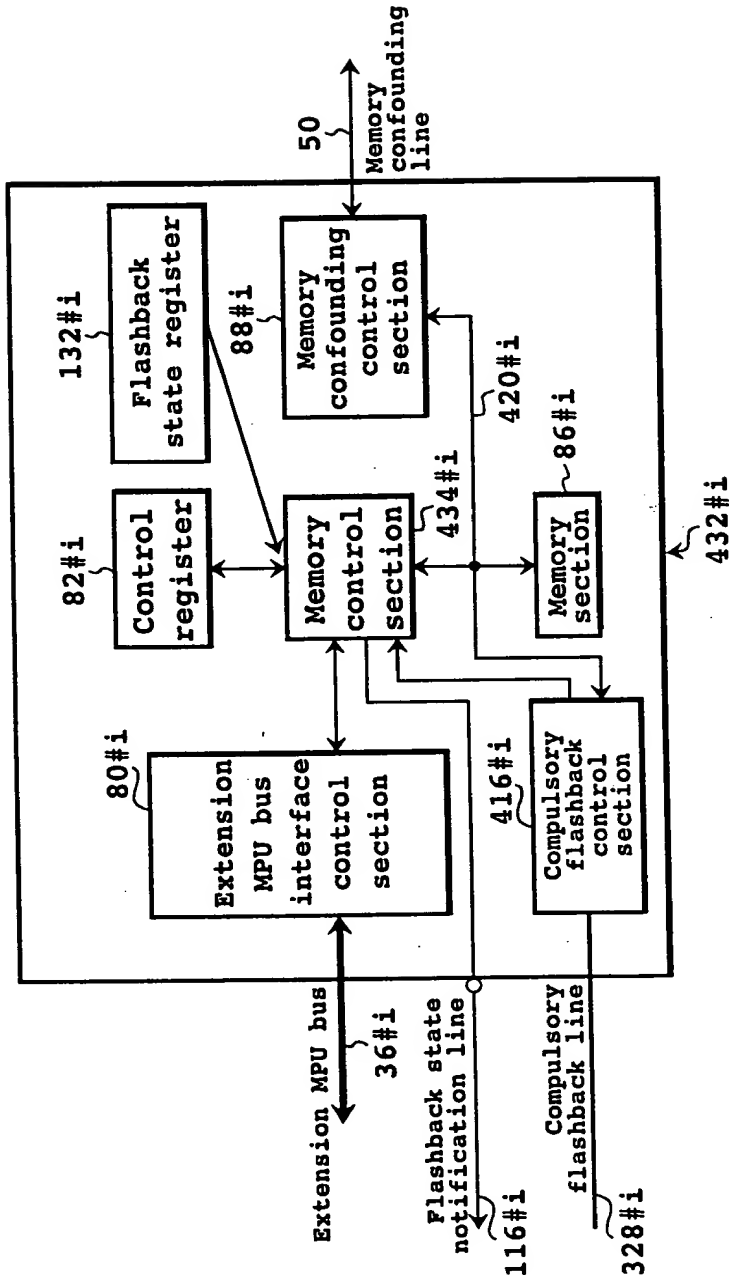 132#i
Flashback
state register
82#i
Control
register
80#i
Extension
MPU bus
interface
control
section
Extension MPU bus
36#i
Memory
control
section
434#i
88#i
Memory
confounding
control
section
50
Memory
confounding
line
420#i
Flashback state
notification line
116#i
416#i
Compulsory
flashback
control
section
Compulsory
flashback line
328#i
Memory
section
86#i
432#i